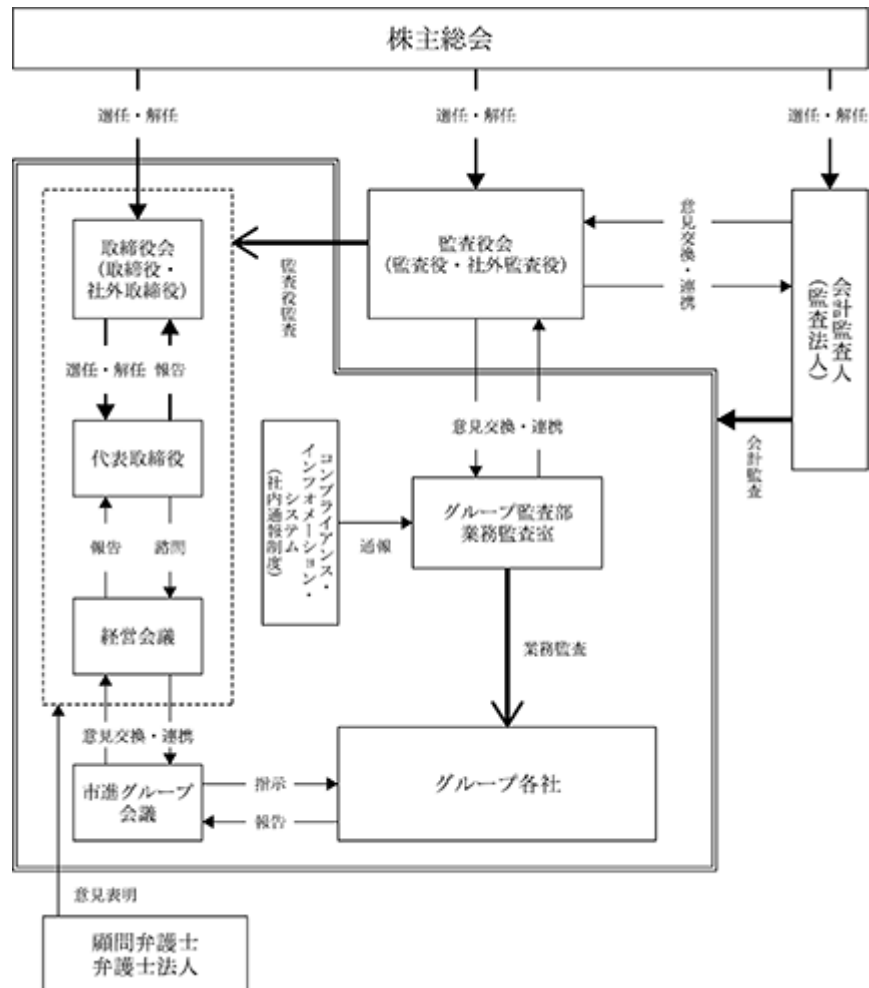 株主総会
選任・解任
選任・解任
選任・解任
取締役会
(取締役・
社外取締役)
監査役監査
監査役会
(監査役・社外監査役)
意見交換・連携
会計監査人
(監査法人)
選任・解任
報告
意見交換・連携
会計監査
代表取締役
コンプライアンス・
インフォメーション・
システム
(社内通報制度)
通報
グループ監査部
業務監査室
報告
諮問
経営会議
業務監査
意見交換・連携
市進グループ
会議
指示
報告
グループ各社
意見表明
顧問弁護士
弁護士法人